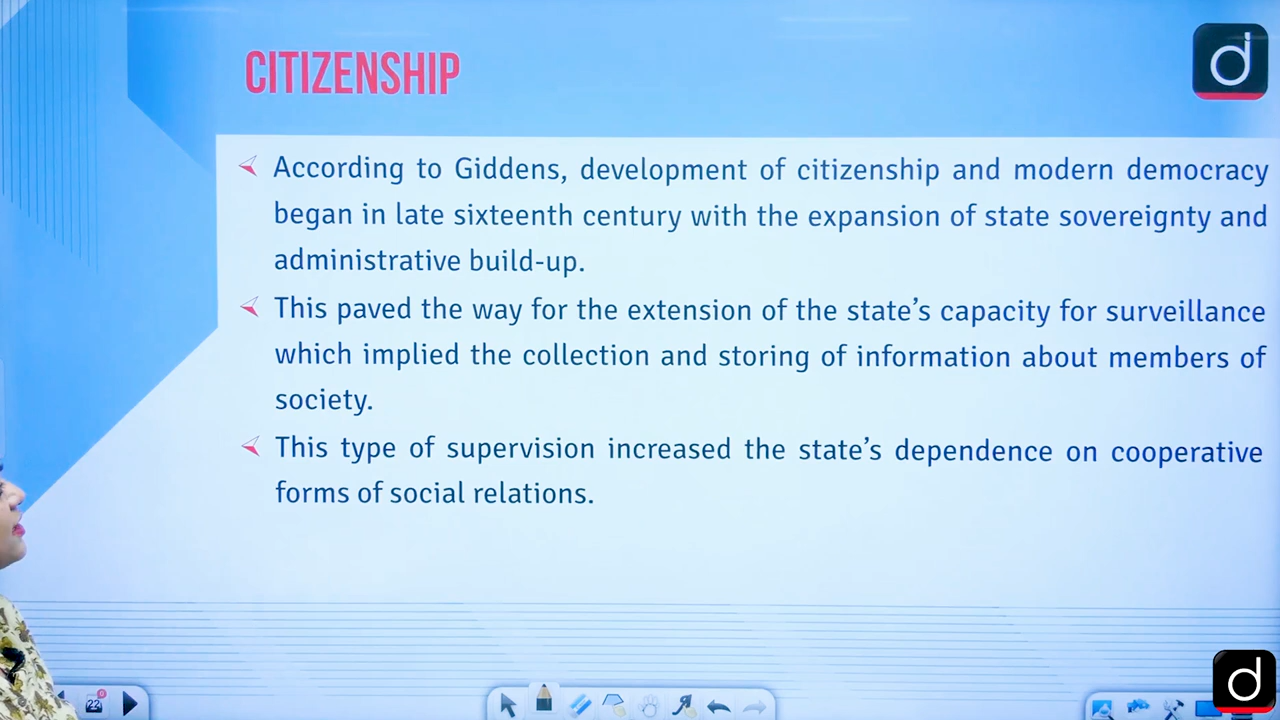 CITIZENSHIP
d
According to Giddens, development of citizenship and modern democracy
began in late sixteenth century with the expansion of state sovereignty and
administrative build-up.
This paved the way for the extension of the state’s capacity for surveillance
which implied the collection and storing of information about members of
society.
This type of supervision increased the state’s dependence on cooperative
forms of social relations.
22
0
d